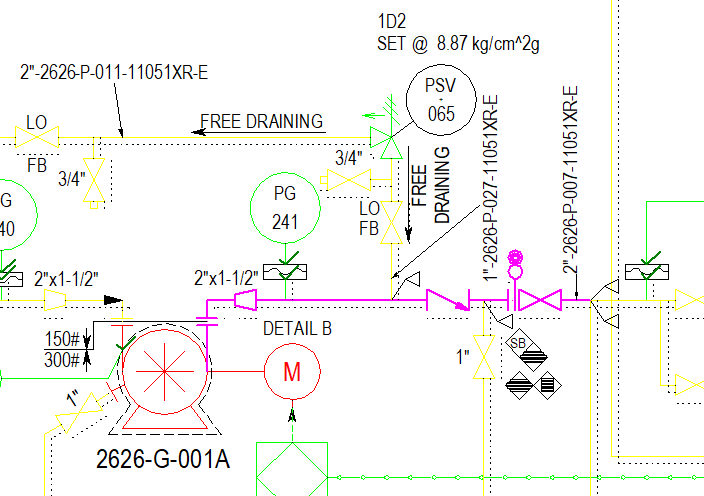 1D2
SET @ 8.87 kg/cm^2g
2"-2626-P-011-11051XR-E
PSV
065
LO
FREE DRAINING
FB
3/4"
3/4"
FREE
DRAINING
1"-2626-P-027-11051XR-E
2"-2626-P-007-11051XR-E
G
40
PG
241
LO
FB
2"x1-1/2"
2"x1-1/2"
DETAIL B
150#
300#
SB
1"
M
1"
2626-G-001A